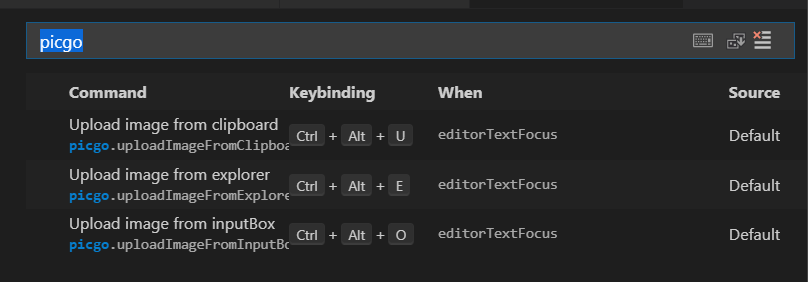 picgo
Command Keybinding When Source
Upload image from clipboard
picgo.uploadImageFromClipboa Ctrl + Alt + U editorTextFocus Default
Upload image from explorer
picgo.uploadImageFromExplore Ctrl + Alt + E editorTextFocus Default
Upload image from inputBox
picgo.uploadImageFromInputBo Ctrl + Alt + O editorTextFocus Default